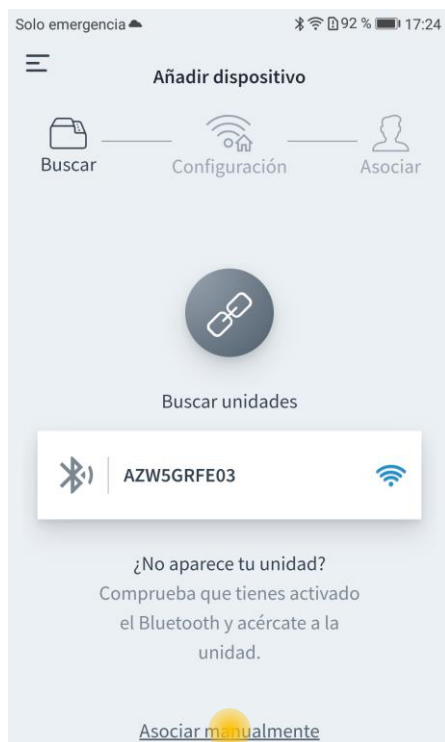 Solo emergencia 92 % 17:24
Añadir dispositivo
Buscar Configuración Asociar
Buscar unidades
AZW5GRFE03
¿No aparece tu unidad?
Comprueba que tienes activado
el Bluetooth y acércate a la
unidad.
Asociar manualmente